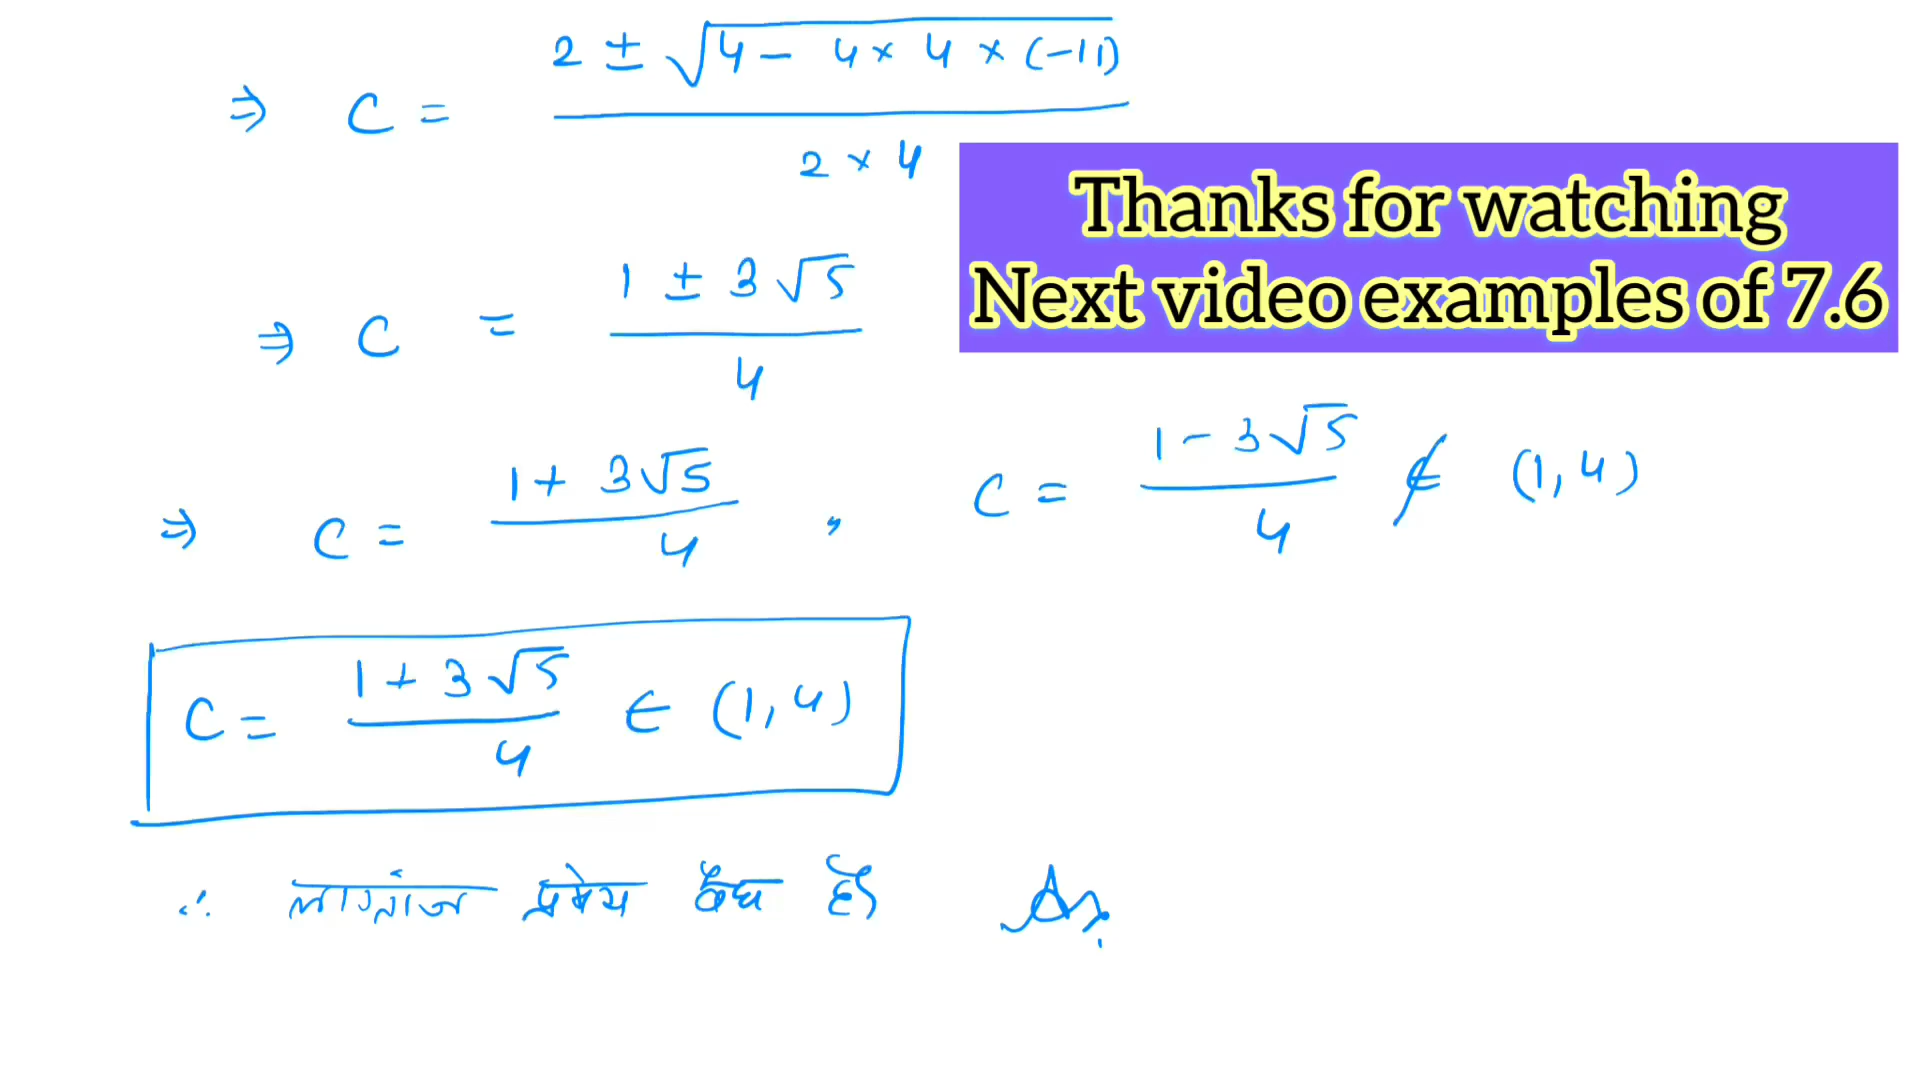 ⇒ C = (2 ± √(4 - 4 × 4 × (-11))) / (2 × 4)
Thanks for watching
Next video examples of 7.6
⇒ C = (1 ± 3√5) / 4
⇒ C = (1 + 3√5) / 4 , C = (1 - 3√5) / 4 ∉ (1, 4)
C = (1 + 3√5) / 4 ∈ (1, 4)
∴ लाग्रांज प्रमेय वैध है। Ans.